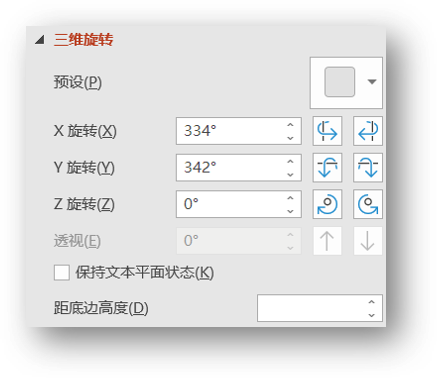 三维旋转
预设(P)
X 旋转(X) 334°
Y 旋转(Y) 342°
Z 旋转(Z) 0°
透视(E) 0°
保持文本平面状态(K)
距底边高度(D)